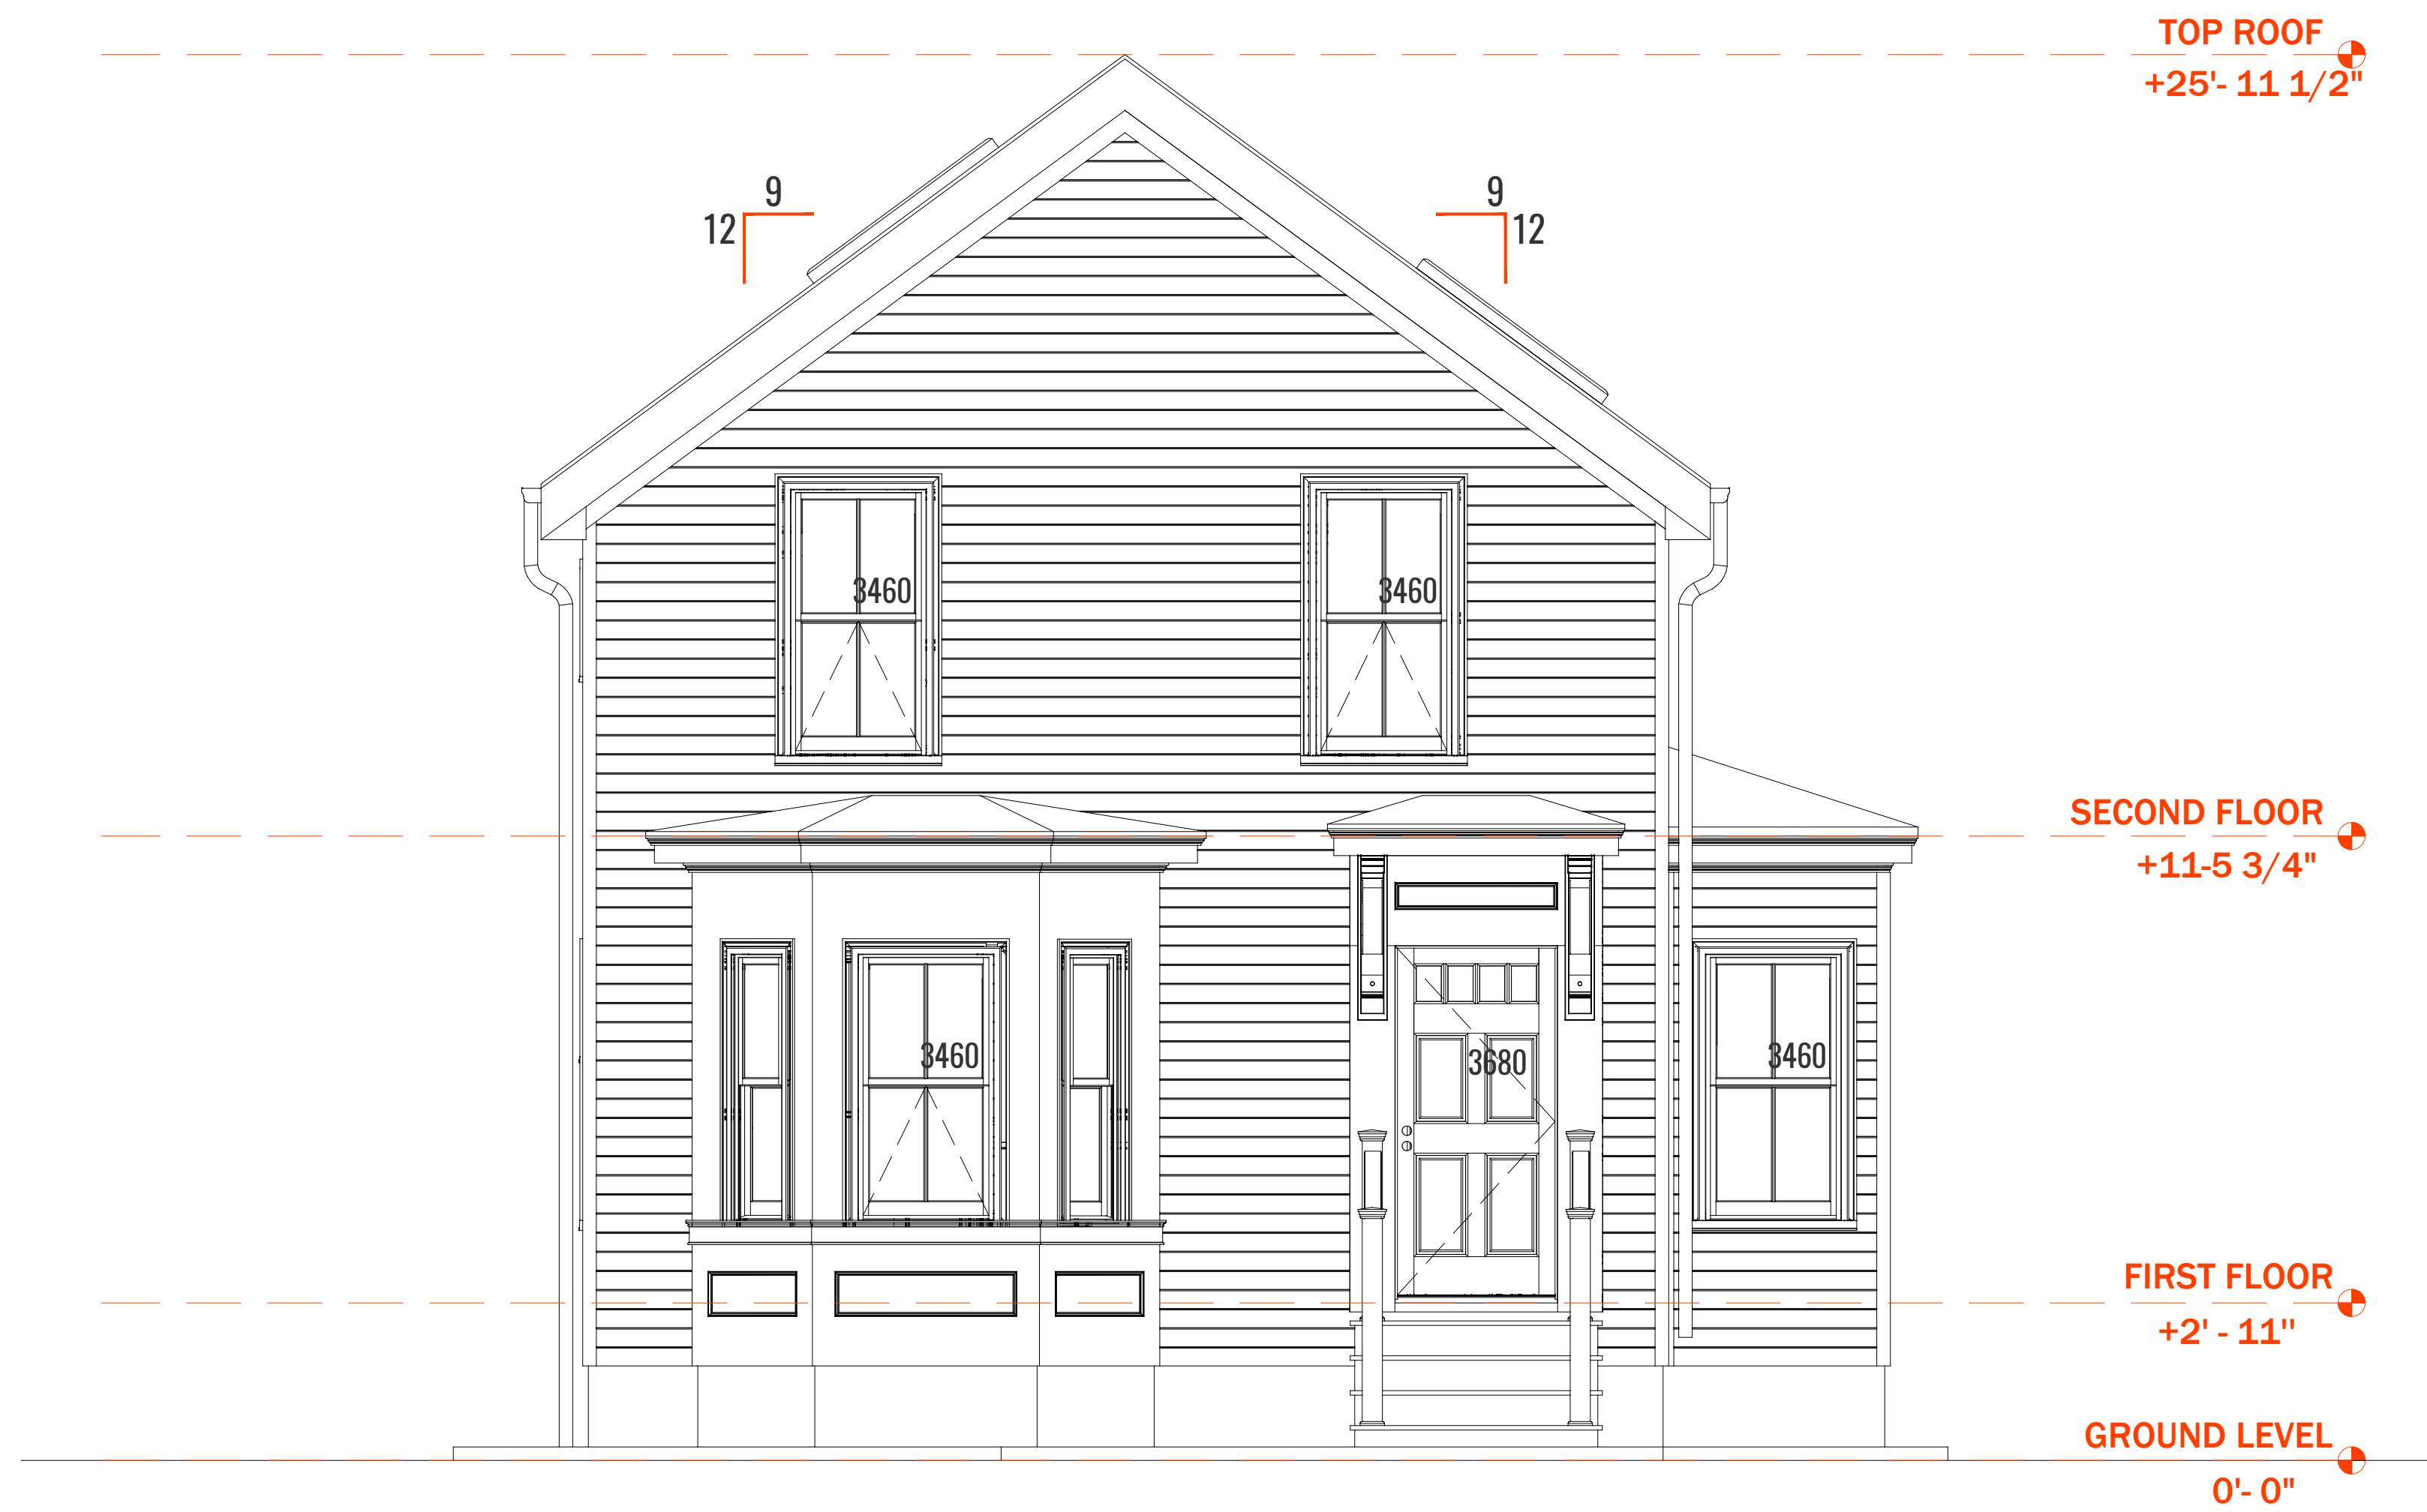 TOP ROOF
+25'- 11 1/2"
9
12
9
12
3460
3460
SECOND FLOOR
+11-5 3/4"
3460
3680
3460
FIRST FLOOR
+2' - 11"
GROUND LEVEL
0'- 0"